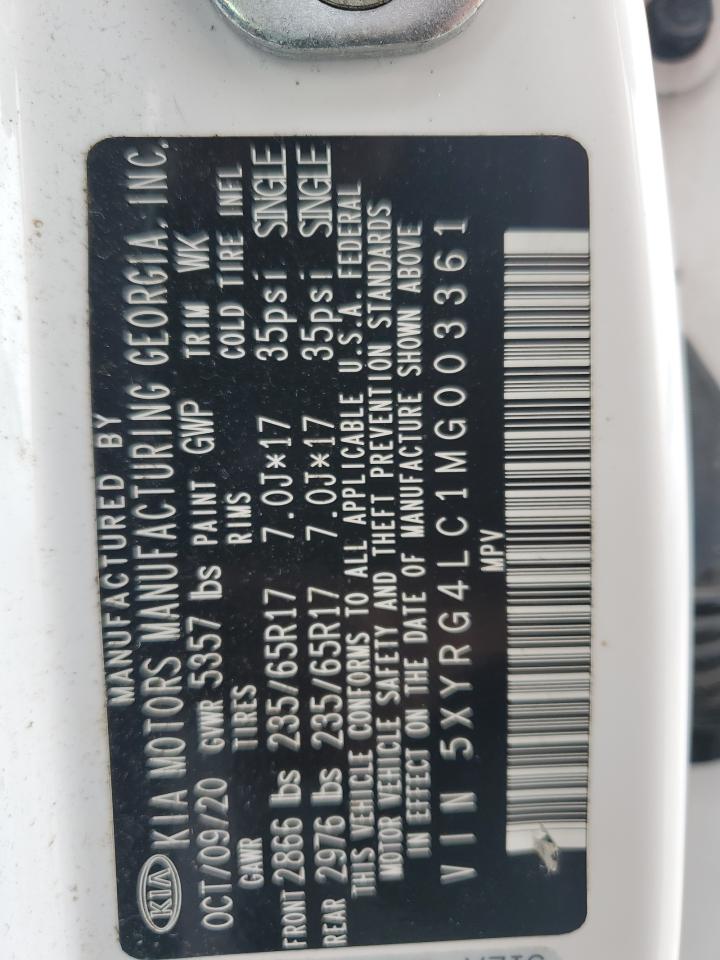 MANUFACTURED BY
KIA KIA MOTORS MANUFACTURING GEORGIA, INC.
OCT/09/20 GVWR 5357 lbs PAINT GWP TRIM WK
GAWR TIRES RIMS COLD TIRE INFL
FRONT 2866 lbs 235/65R17 7.0J*17 35psi SINGLE
REAR 2976 lbs 235/65R17 7.0J*17 35psi SINGLE
THIS VEHICLE CONFORMS TO ALL APPLICABLE U.S.A. FEDERAL
MOTOR VEHICLE SAFETY AND THEFT PREVENTION STANDARDS
IN EFFECT ON THE DATE OF MANUFACTURE SHOWN ABOVE
VIN 5XYRG4LC1MG003361
MPV